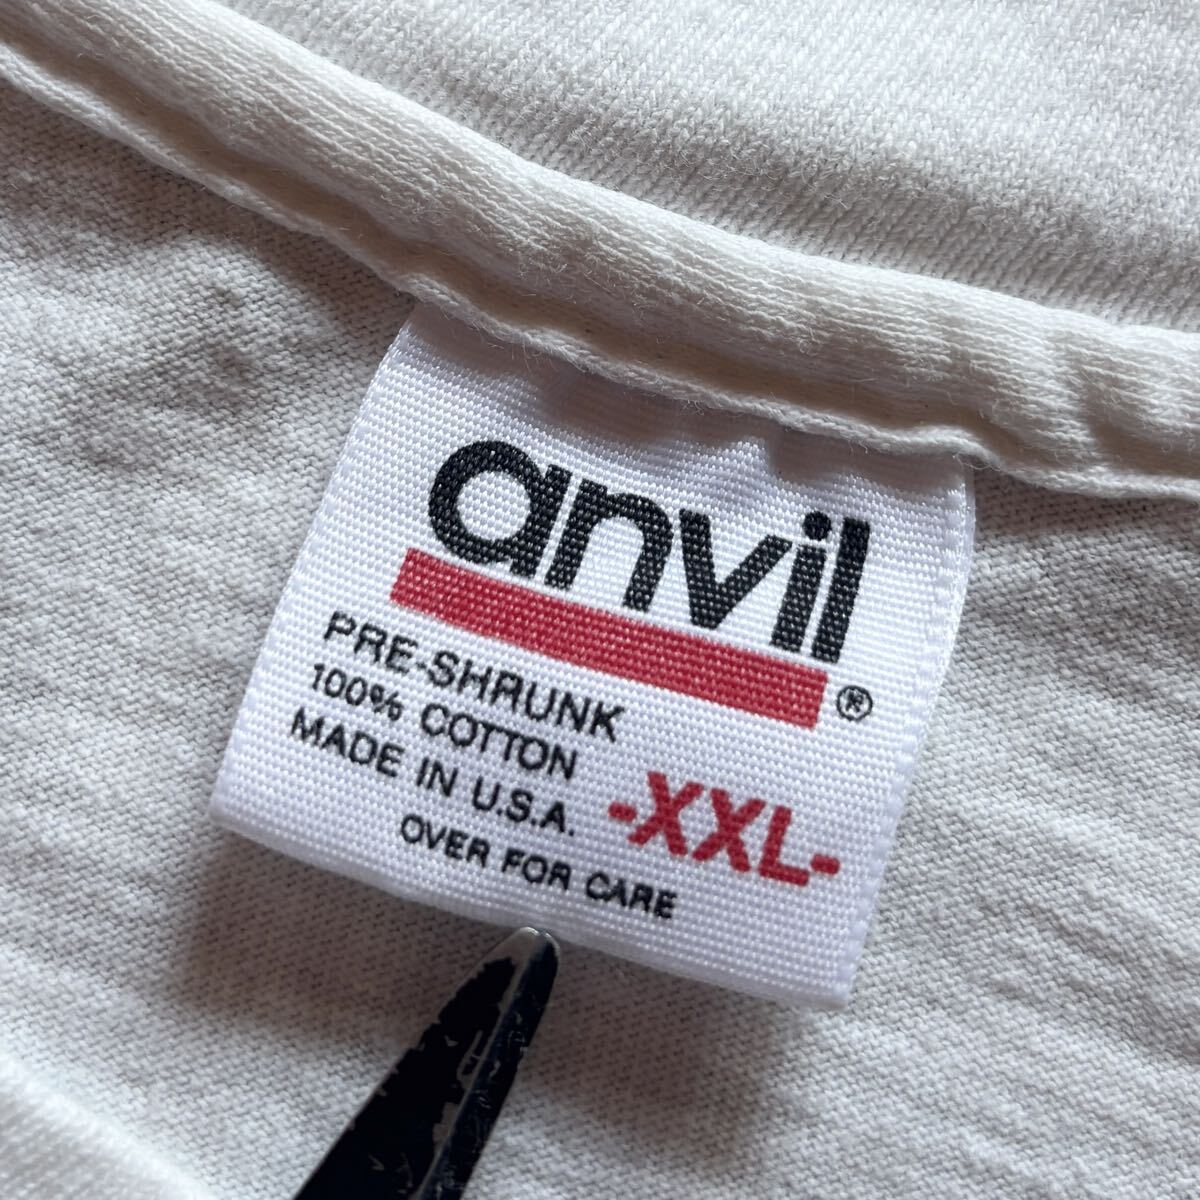 anvil®
PRE-SHRUNK
100% COTTON
MADE IN U.S.A.
-XXL-
OVER FOR CARE